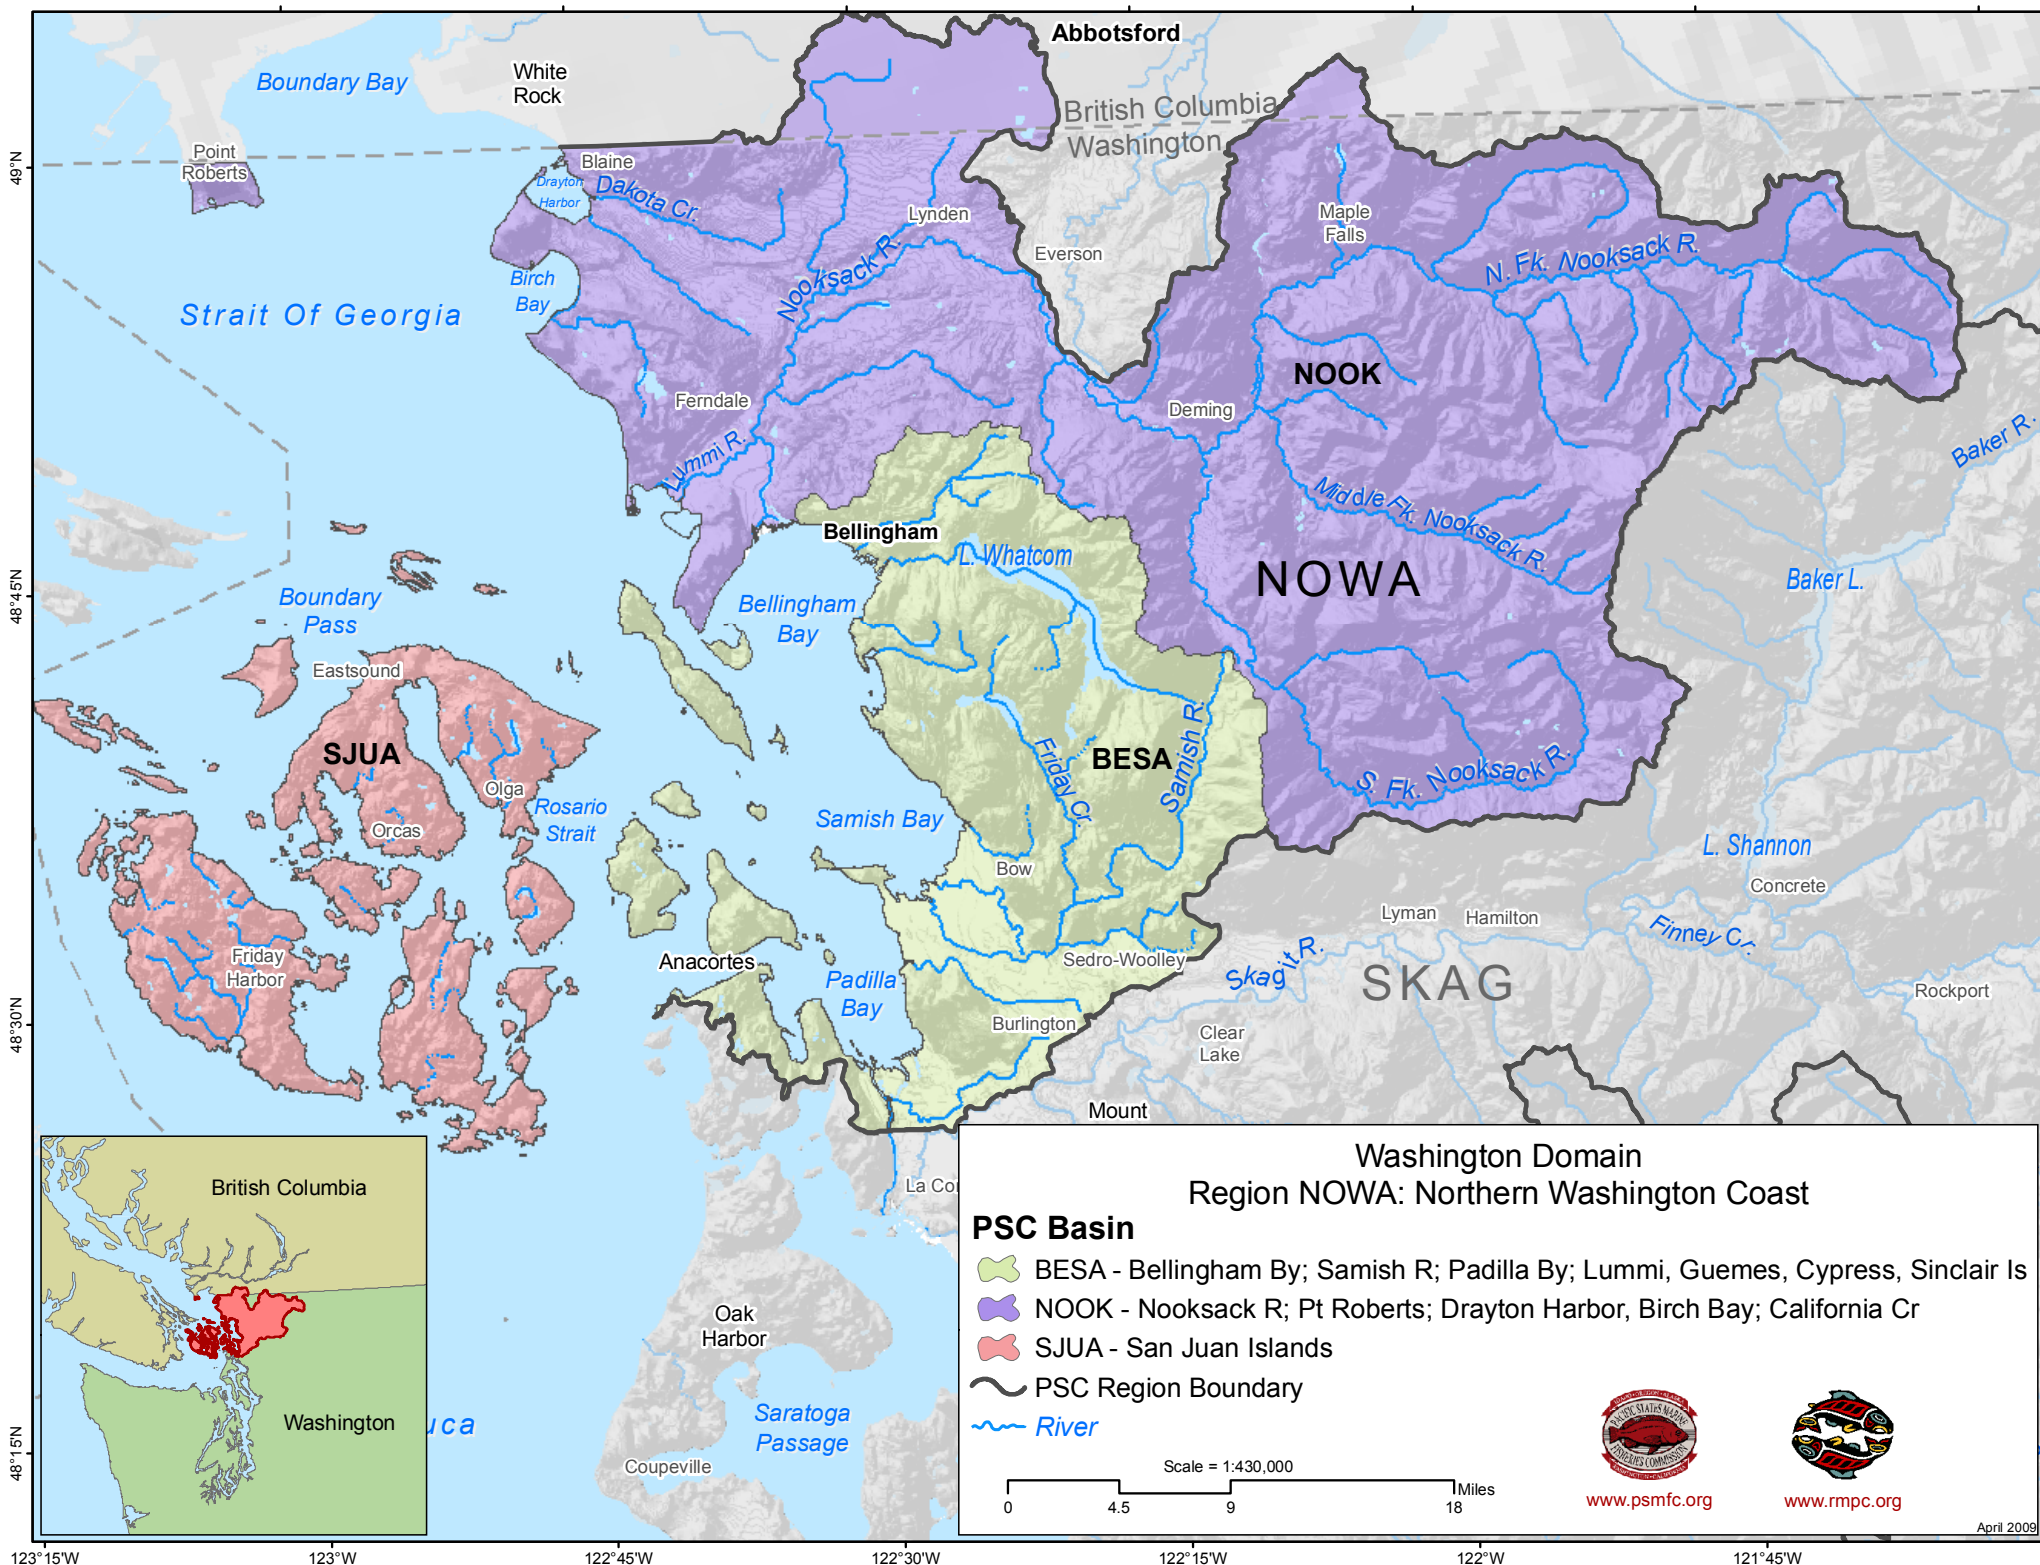 Abbotsford
Boundary Bay
White
Rock
British Columbia
Washington
Point
Roberts
Blaine
Drayton
Harbor
Dakota Cr.
Lynden
Maple
Falls
Everson
Nooksack R.
N. Fk. Nooksack R.
Birch
Bay
Strait Of Georgia
NOOK
Ferndale
Deming
Baker R.
Lummi R.
Middle Fk. Nooksack R.
Bellingham
L. Whatcom
NOWA
Baker L.
Boundary
Pass
Bellingham
Bay
Eastsound
SJUA
BESA
Friday Cr.
Samish R.
S. Fk. Nooksack R.
Olga
Rosario
Strait
Orcas
Samish Bay
L. Shannon
Bow
Concrete
Lyman
Hamilton
Finney Cr.
Friday
Harbor
Anacortes
Sedro-Woolley
Skagit R.
SKAG
Padilla
Bay
Rockport
Burlington
Clear
Lake
Mount
La Co
Oak
Harbor
Saratoga
Passage
Coupeville
uca
British Columbia
Washington
Washington Domain
Region NOWA: Northern Washington Coast
PSC Basin
BESA - Bellingham By; Samish R; Padilla By; Lummi, Guemes, Cypress, Sinclair Is
NOOK - Nooksack R; Pt Roberts; Drayton Harbor, Birch Bay; California Cr
SJUA - San Juan Islands
PSC Region Boundary
River
Scale = 1:430,000
Miles
0 4.5 9 18
PACIFIC STATES MARINE
FISHERIES COMMISSION
www.psmfc.org
www.rmpc.org
April 2009
49°N
48°45'N
48°30'N
48°15'N
123°15'W 123°W 122°45'W 122°30'W 122°15'W 122°W 121°45'W